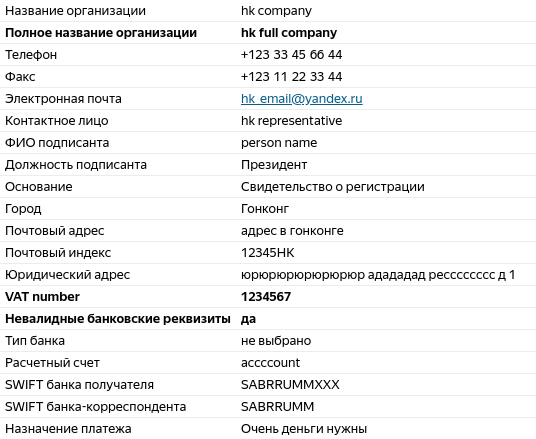 Название организации hk company
Полное название организации hk full company
Телефон +123 33 45 66 44
Факс +123 11 22 33 44
Электронная почта hk_email@yandex.ru
Контактное лицо hk representative
ФИО подписанта person name
Должность подписанта Президент
Основание Свидетельство о регистрации
Город Гонконг
Почтовый адрес адрес в гонконге
Почтовый индекс 12345HK
Юридический адрес юрюрюрюрюрюрюр адададад рессссссссс д 1
VAT number 1234567
Невалидные банковские реквизиты да
Тип банка не выбрано
Расчетный счет accccount
SWIFT банка получателя SABRRUMMXXX
SWIFT банка-корреспондента SABRRUMM
Назначение платежа Очень деньги нужны